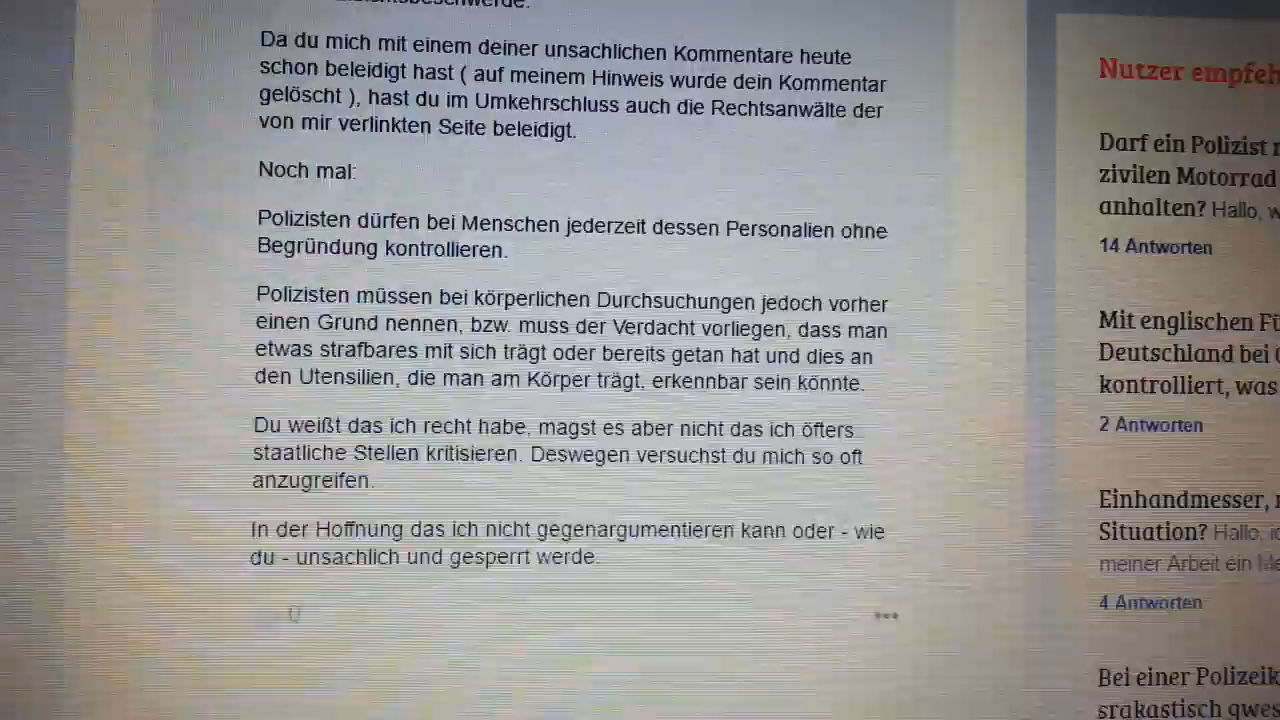 Da du mich mit einem deiner unsachlichen Kommentare heute
schon beleidigt hast ( auf meinem Hinweis wurde dein Kommentar
gelöscht ), hast du im Umkehrschluss auch die Rechtsanwälte der
von mir verlinkten Seite beleidigt.
Noch mal:
Polizisten dürfen bei Menschen jederzeit dessen Personalien ohne
Begründung kontrollieren.
Polizisten müssen bei körperlichen Durchsuchungen jedoch vorher
einen Grund nennen, bzw. muss der Verdacht vorliegen, dass man
etwas strafbares mit sich trägt oder bereits getan hat und dies an
den Utensilien, die man am Körper trägt, erkennbar sein könnte.
Du weißt das ich recht habe, magst es aber nicht das ich öfters
staatliche Stellen kritisieren. Deswegen versuchst du mich so oft
anzugreifen.
In der Hoffnung das ich nicht gegenargumentieren kann oder - wie
du - unsachlich und gesperrt werde.
0
Nutzer
Darf ein Polizist
zivilen Motorrad
anhalten? Hallo,
14 Antworten
Mit englischen
Deutschland bei
kontrolliert, was
2 Antworten
Einhandmesser,
Situation? Hallo,
meiner Arbeit ein
4 Antworten
Bei einer